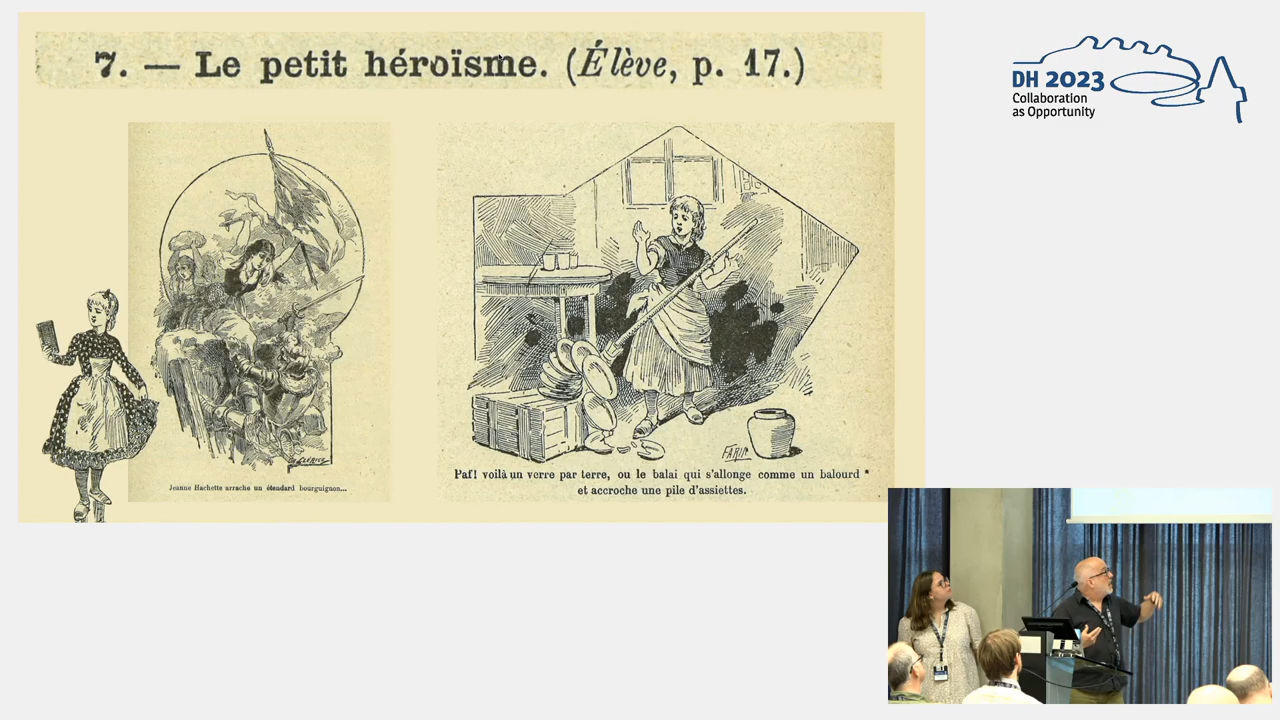 7. — Le petit héroïsme. (Élève, p. 17.)
DH 2023
Collaboration
as Opportunity
Jeanne Hachette arrache un étendard bourguignon...
FARIA
Paf! voilà un verre par terre, ou le balai qui s'allonge comme un balourd *
et accroche une pile d'assiettes.